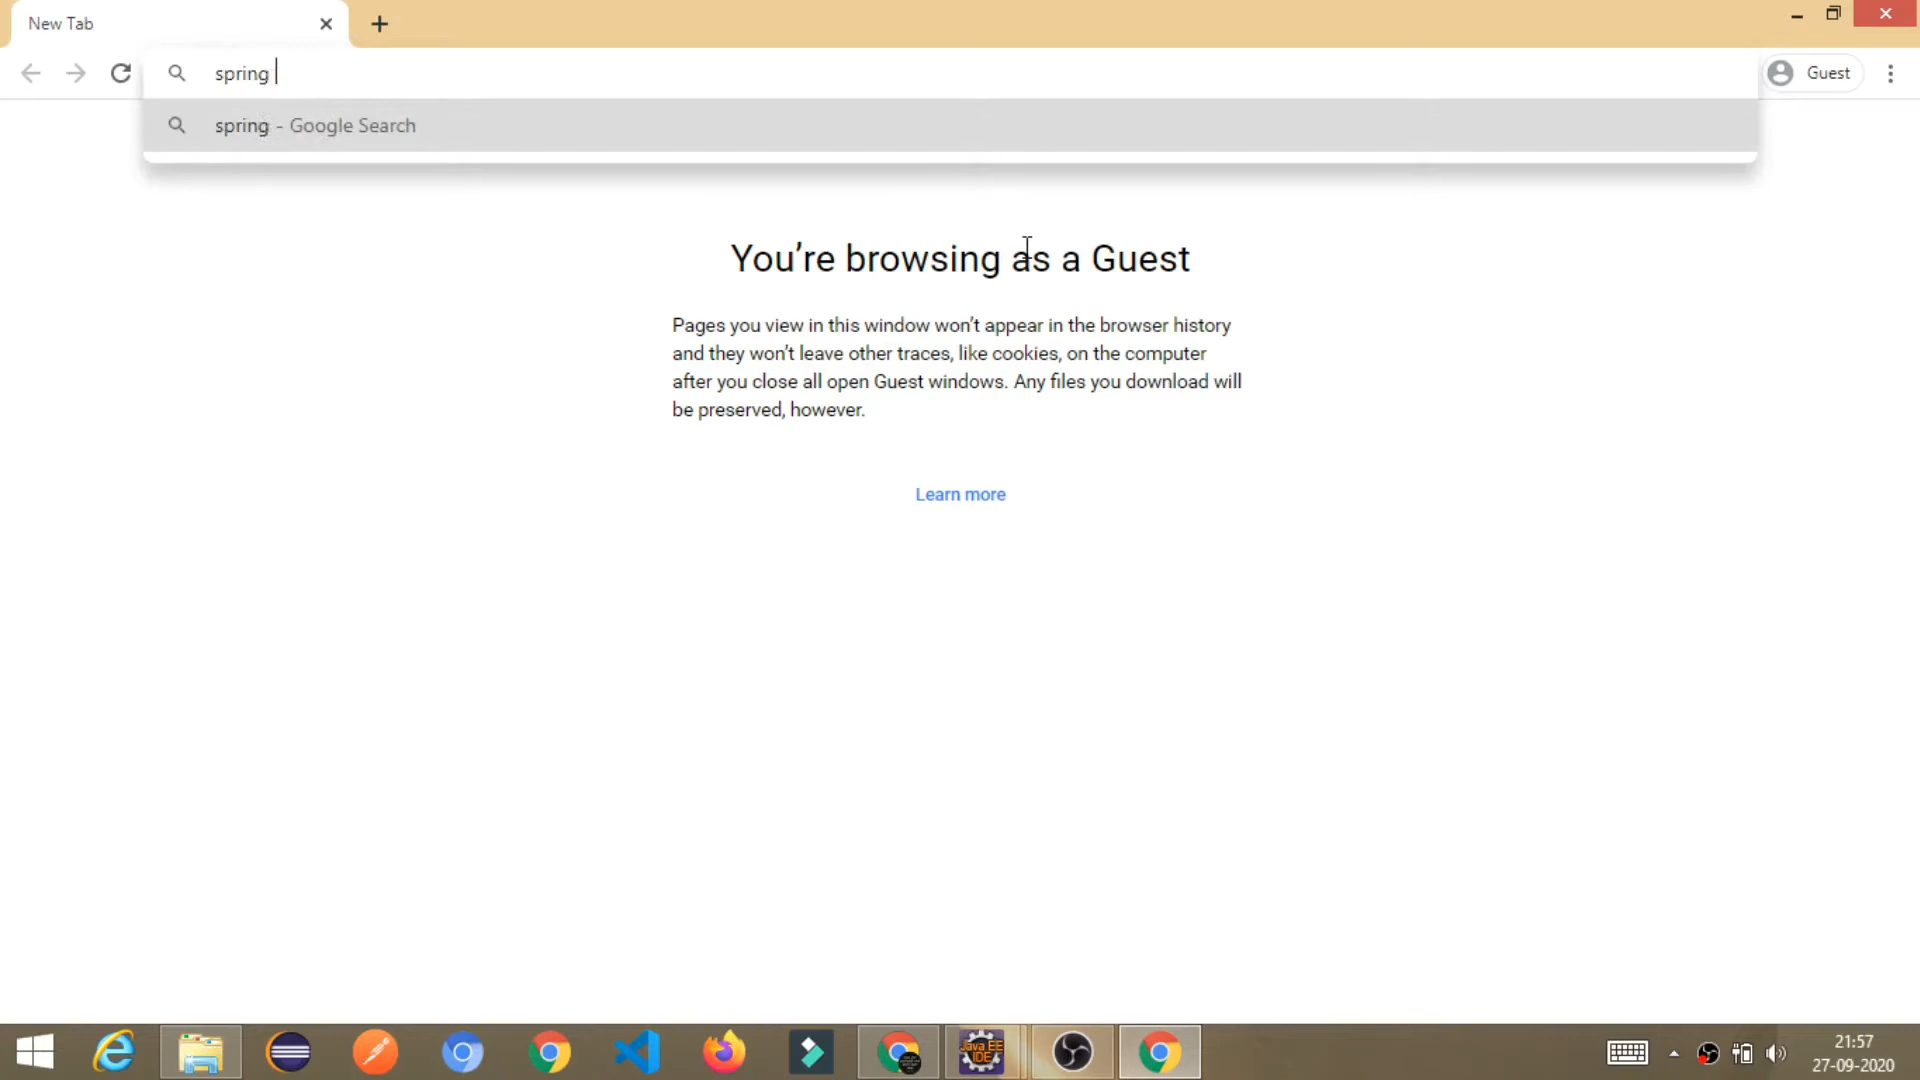 New Tab
spring
Guest
spring - Google Search
You're browsing as a Guest
Pages you view in this window won't appear in the browser history
and they won't leave other traces, like cookies, on the computer
after you close all open Guest windows. Any files you download will
be preserved, however.
Learn more
Java EE
IDE
21:57
27-09-2020